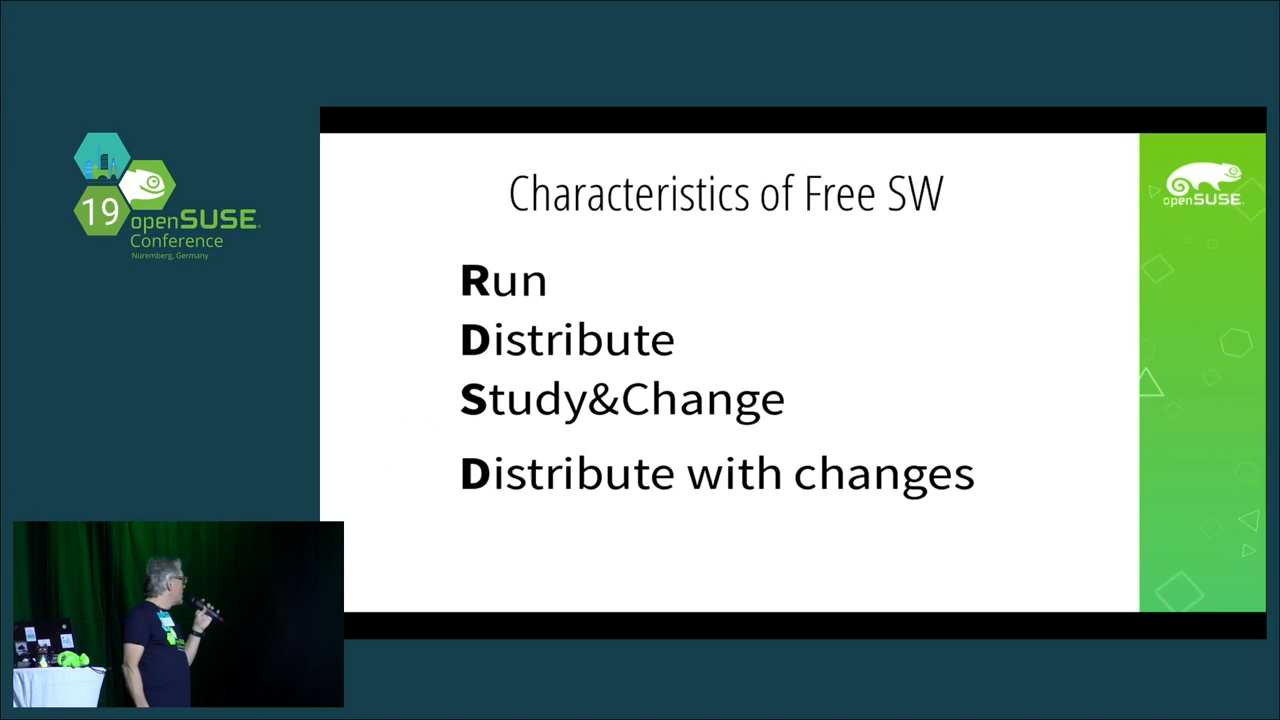 19
openSUSE
Conference
Nuremberg, Germany
Characteristics of Free SW
Run
Distribute
Study&Change
Distribute with changes
openSUSE